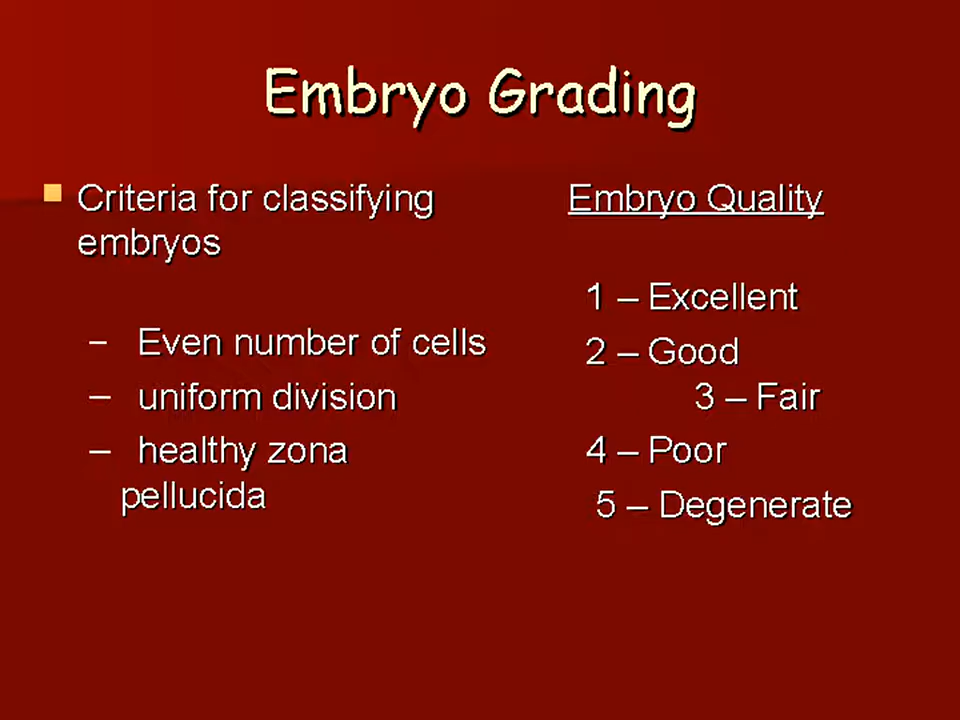 Embryo Grading
Criteria for classifying
embryos
– Even number of cells
– uniform division
– healthy zona
pellucida
Embryo Quality
1 – Excellent
2 – Good
3 – Fair
4 – Poor
5 – Degenerate